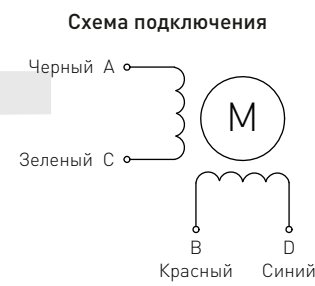 Схема подключения
Черный A
M
Зеленый C
B D
Красный Синий